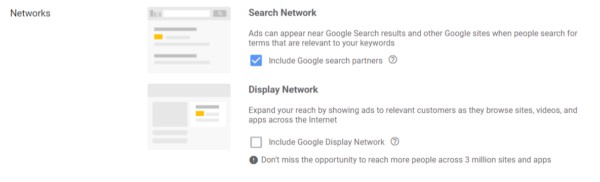 Networks
Search Network
Ads can appear near Google Search results and other Google sites when people search for
terms that are relevant to your keywords
Include Google search partners
Display Network
Expand your reach by showing ads to relevant customers as they browse sites, videos, and
apps across the Internet
Include Google Display Network
Don't miss the opportunity to reach more people across 3 million sites and apps